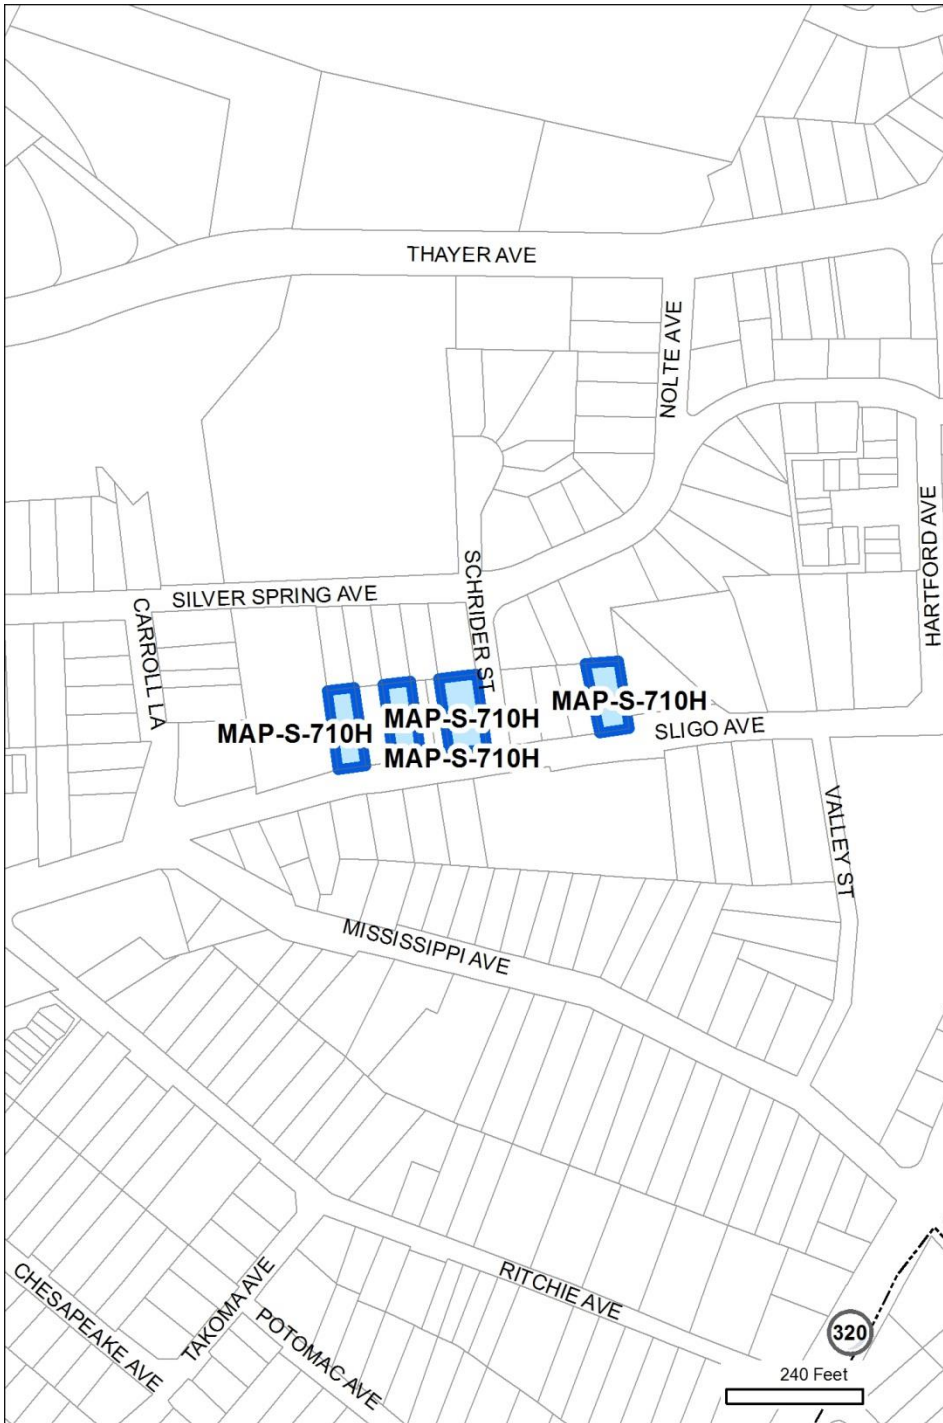 THAYER AVE
NOLTE AVE
HARTFORD AVE
SCHRIDER ST
SILVER SPRING AVE
CARROLL LA
MAP-S-710H
MAP-S-710H
MAP-S-710H
MAP-S-710H
SLIGO AVE
VALLEY ST
MISSISSIPPI AVE
RITCHIE AVE
TAKOMA AVE
CHESAPEAKE AVE
POTOMAC AVE
320
240 Feet